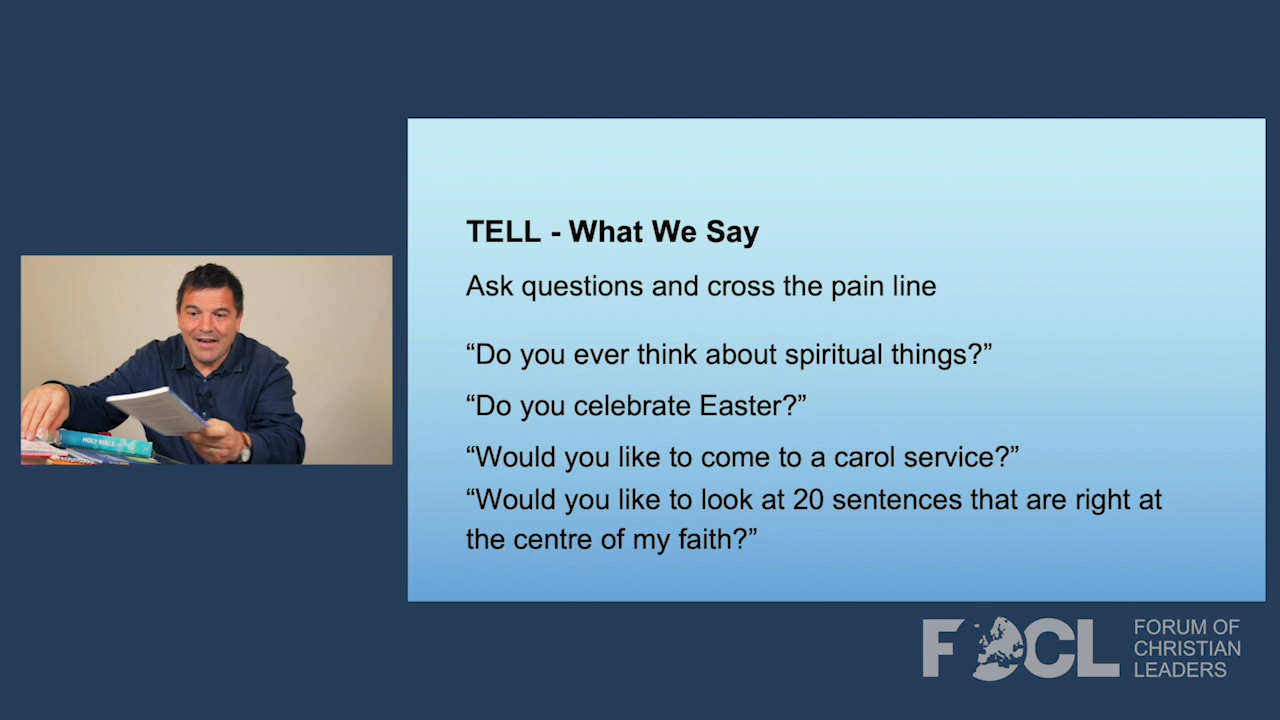 TELL - What We Say
Ask questions and cross the pain line
“Do you ever think about spiritual things?”
“Do you celebrate Easter?”
“Would you like to come to a carol service?”
“Would you like to look at 20 sentences that are right at
the centre of my faith?”
HOLY BIBLE
FOCL
FORUM OF
CHRISTIAN
LEADERS